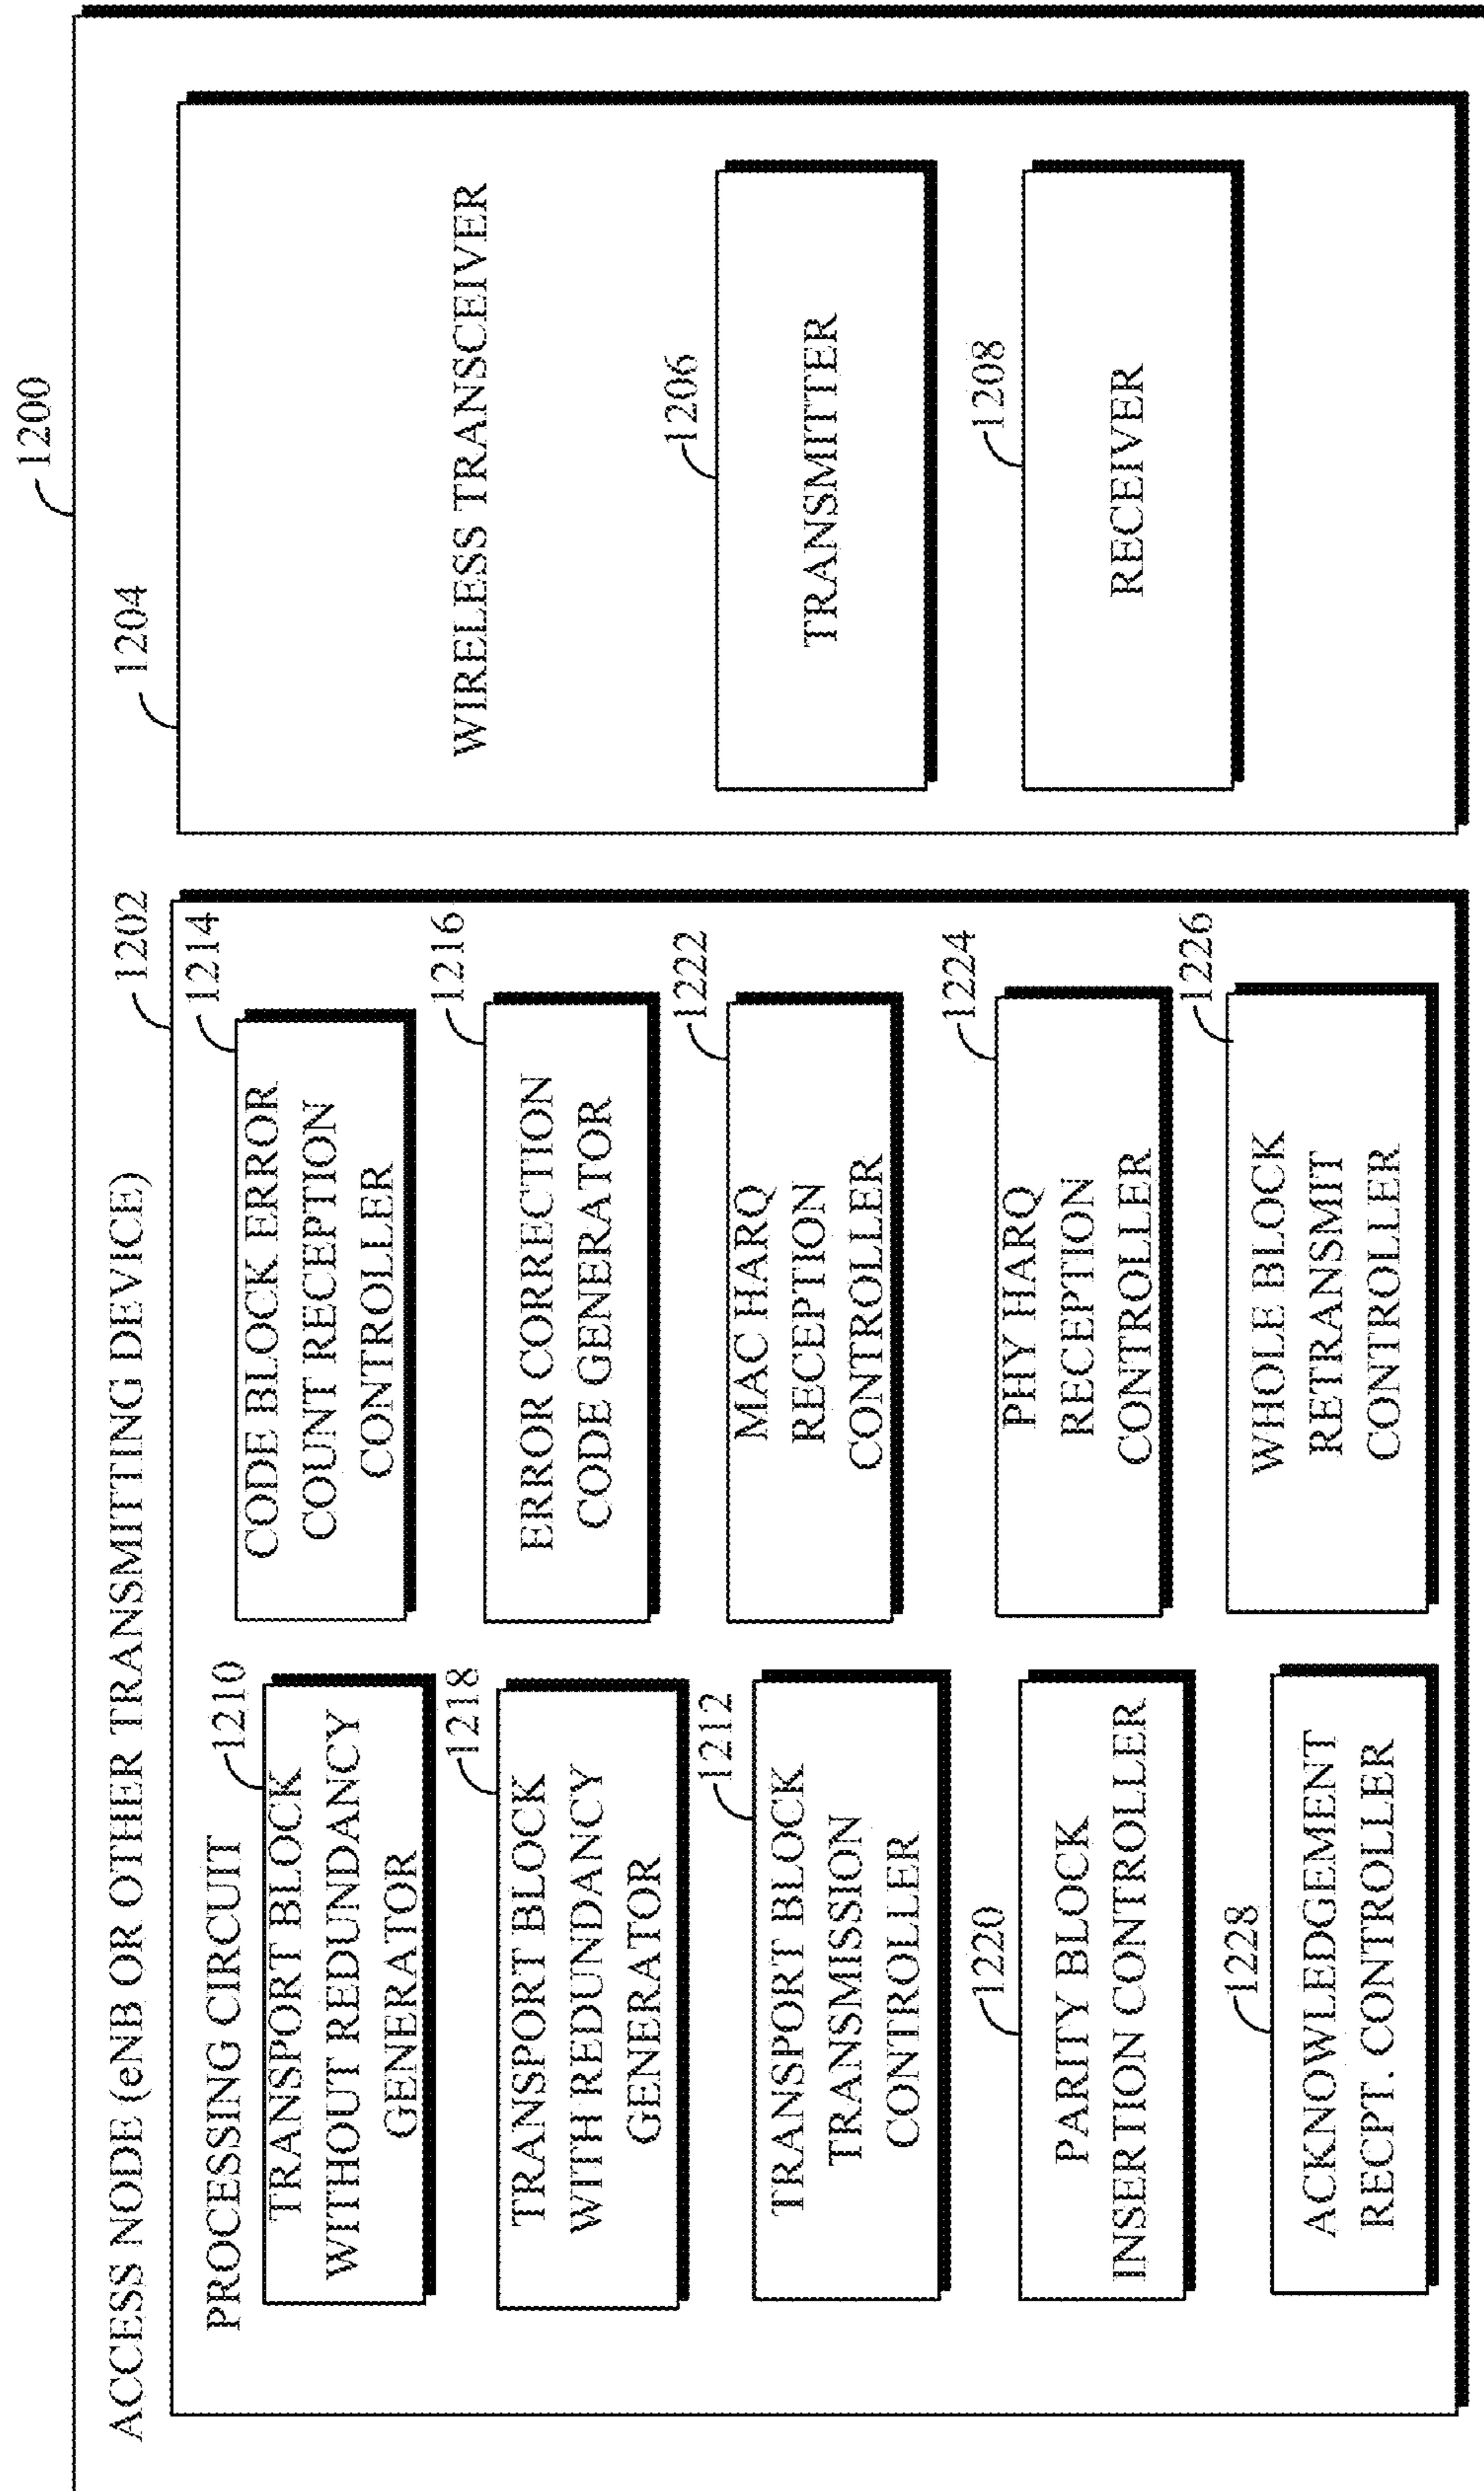 1200
ACCESS NODE (eNB OR OTHER TRANSMITTING DEVICE)
1202
1204
PROCESSING CIRCUIT
1210
TRANSPORT BLOCK
WITHOUT REDUNDANCY
GENERATOR
1218
TRANSPORT BLOCK
WITH REDUNDANCY
GENERATOR
1212
TRANSPORT BLOCK
TRANSMISSION
CONTROLLER
1220
PARITY BLOCK
INSERTION CONTROLLER
1228
ACKNOWLEDGEMENT
RECPT. CONTROLLER
1214
CODE BLOCK ERROR
COUNT RECEPTION
CONTROLLER
1216
ERROR CORRECTION
CODE GENERATOR
1222
MAC HARQ
RECEPTION
CONTROLLER
1224
PHY HARQ
RECEPTION
CONTROLLER
1226
WHOLE BLOCK
RETRANSMIT
CONTROLLER
WIRELESS TRANSCEIVER
1206
TRANSMITTER
1208
RECEIVER